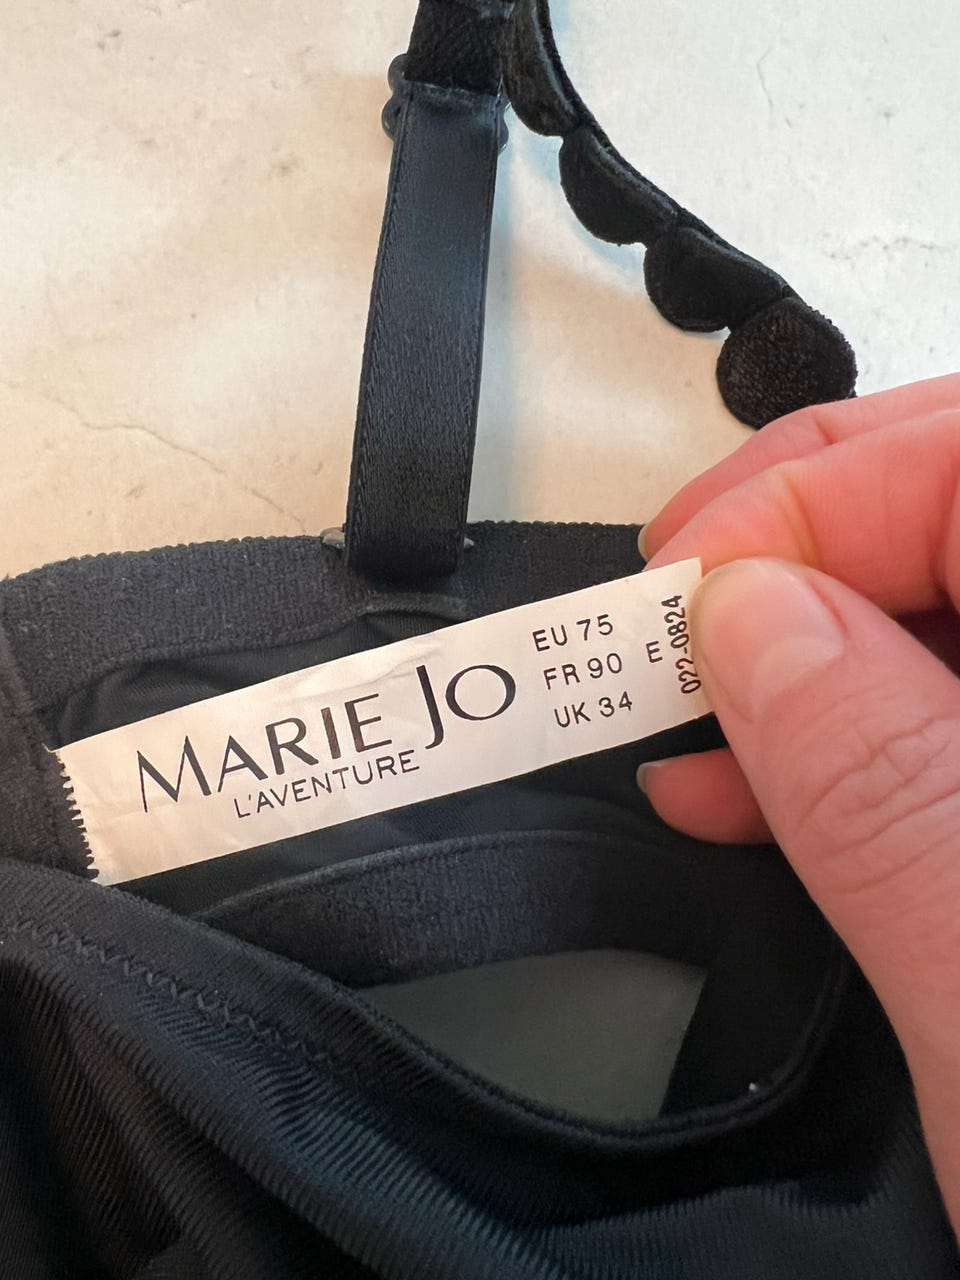 MARIE JO
L'AVENTURE
EU 75
FR 90 E
UK 34
022-0824